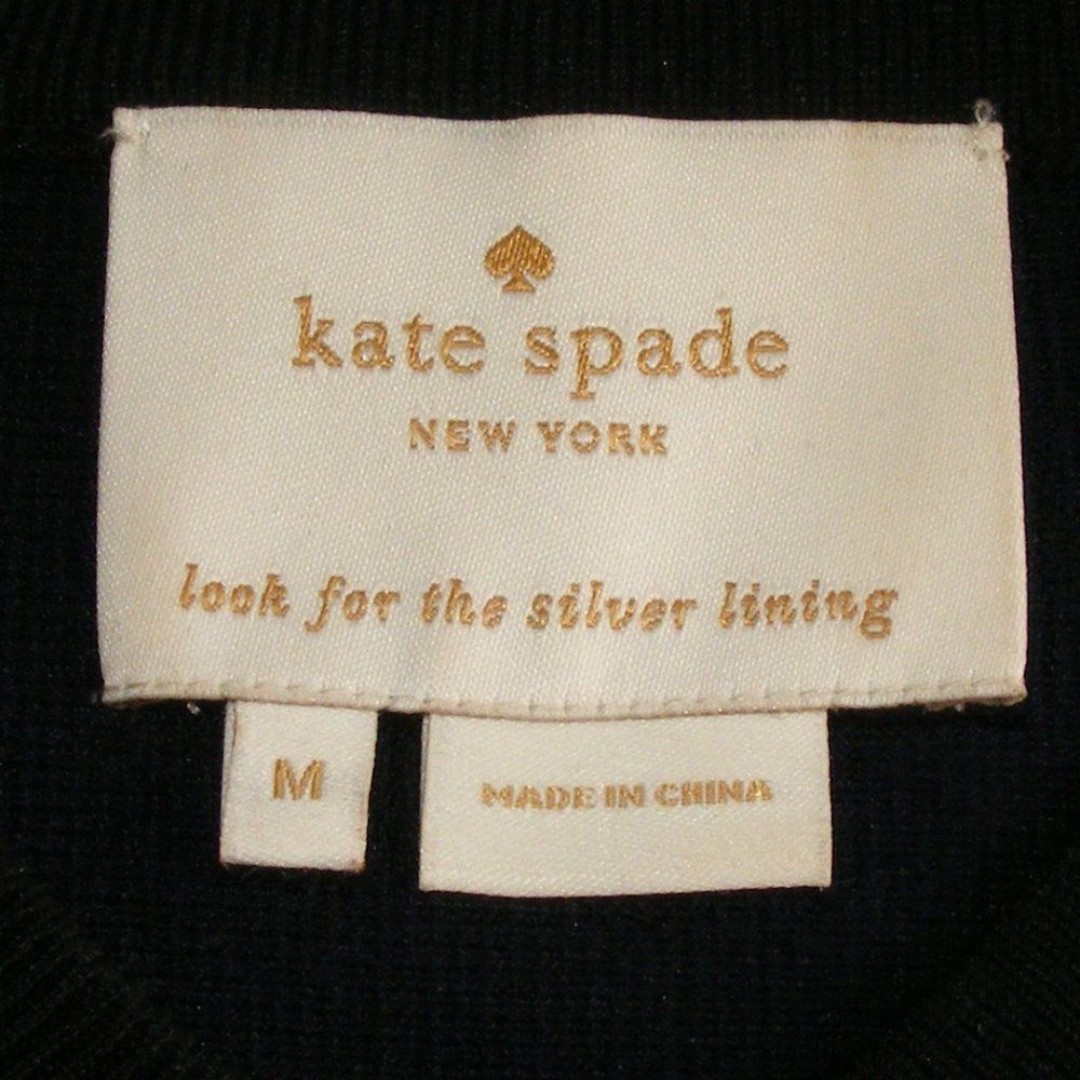 kate spade
NEW YORK
look for the silver lining
M
MADE IN CHINA